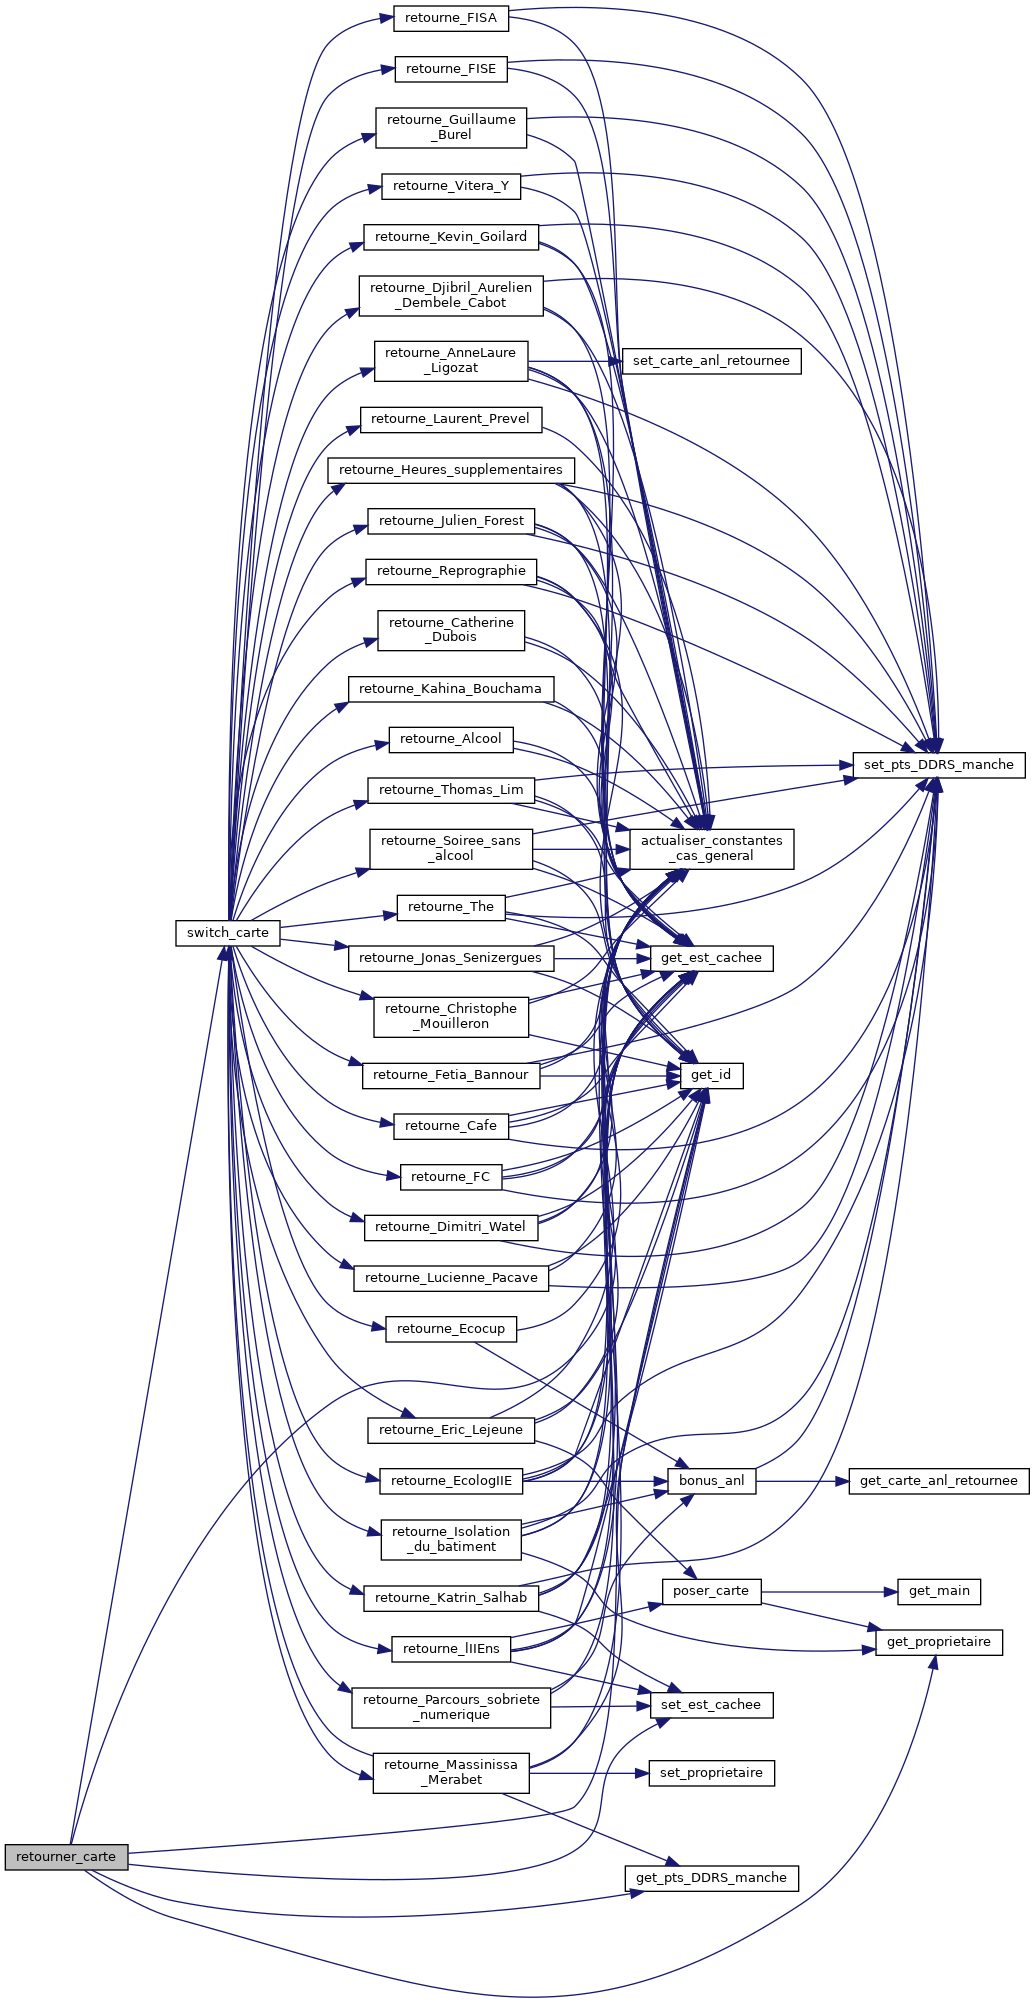 retourne_FISA
retourne_FISE
retourne_Guillaume
_Burel
retourne_Vitera_Y
retourne_Kevin_Goilard
retourne_Djibril_Aurelien
_Dembele_Cabot
retourne_AnneLaure
_Ligozat
set_carte_anl_retournee
retourne_Laurent_Prevel
retourne_Heures_supplementaires
retourne_Julien_Forest
retourne_Reprographie
retourne_Catherine
_Dubois
retourne_Kahina_Bouchama
retourne_Alcool
set_pts_DDRS_manche
retourne_Thomas_Lim
retourne_Soiree_sans
_alcool
actualiser_constantes
_cas_general
retourne_The
switch_carte
retourne_Jonas_Senizergues
get_est_cachee
retourne_Christophe
_Mouilleron
retourne_Fetia_Bannour
get_id
retourne_Cafe
retourne_FC
retourne_Dimitri_Watel
retourne_Lucienne_Pacave
retourne_Ecocup
retourne_Eric_Lejeune
retourne_EcologIIE
bonus_anl
get_carte_anl_retournee
retourne_Isolation
_du_batiment
poser_carte
get_main
retourne_Katrin_Salhab
get_proprietaire
retourne_lIIEns
retourne_Parcours_sobriete
_numerique
set_est_cachee
retourne_Massinissa
_Merabet
set_proprietaire
retourner_carte
get_pts_DDRS_manche